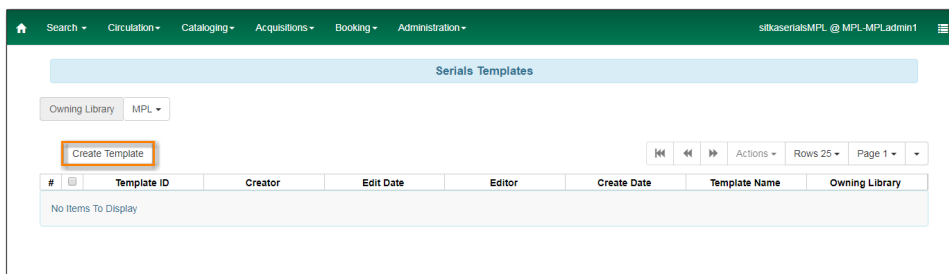 Search Circulation Cataloging Acquisitions Booking Administration sitkaserialsMPL @ MPL-MPLadmin1
Serials Templates
Owning Library MPL
Create Template Actions Rows 25 Page 1
# Template ID Creator Edit Date Editor Create Date Template Name Owning Library
No Items To Display